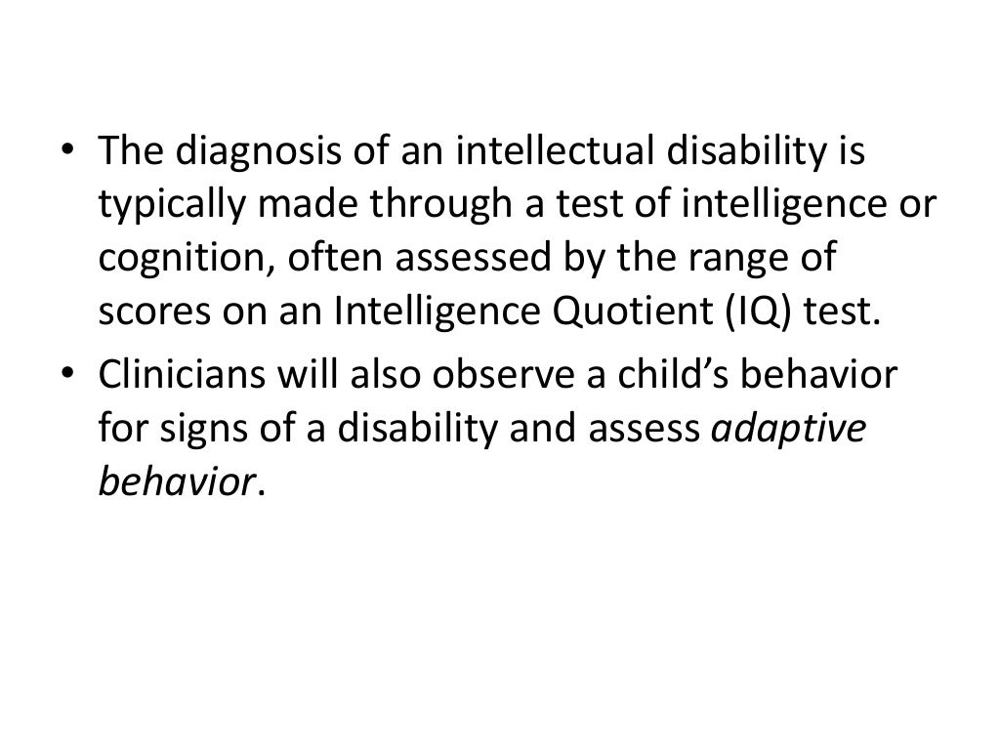 • The diagnosis of an intellectual disability is
typically made through a test of intelligence or
cognition, often assessed by the range of
scores on an Intelligence Quotient (IQ) test.
• Clinicians will also observe a child’s behavior
for signs of a disability and assess adaptive
behavior.